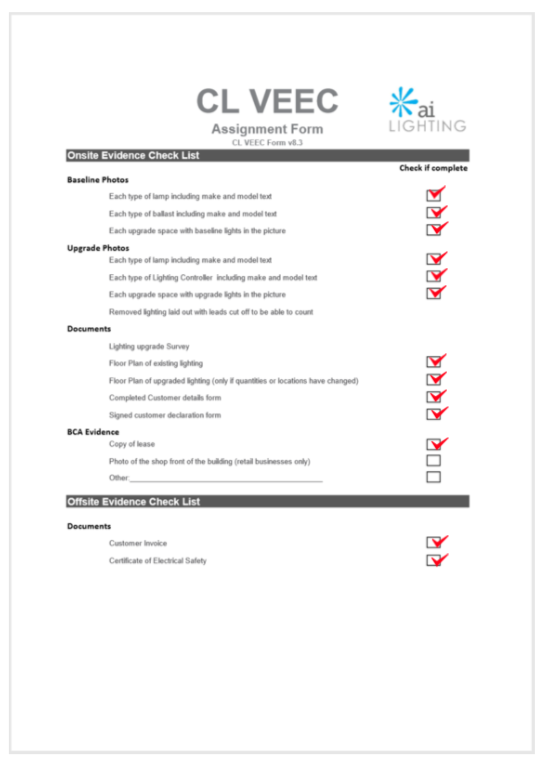 CL VEEC
Assignment Form
CL VEEC Form v8.3
ai
LIGHTING
Onsite Evidence Check List
Check if complete
Baseline Photos
Each type of lamp including make and model text
Each type of ballast including make and model text
Each upgrade space with baseline lights in the picture
Upgrade Photos
Each type of lamp including make and model text
Each type of Lighting Controller including make and model text
Each upgrade space with upgrade lights in the picture
Removed lighting laid out with leads cut off to be able to count
Documents
Lighting upgrade Survey
Floor Plan of existing lighting
Floor Plan of upgraded lighting (only if quantities or locations have changed)
Completed Customer details form
Signed customer declaration form
BCA Evidence
Copy of lease
Photo of the shop front of the building (retail businesses only)
Other:
Offsite Evidence Check List
Documents
Customer Invoice
Certificate of Electrical Safety